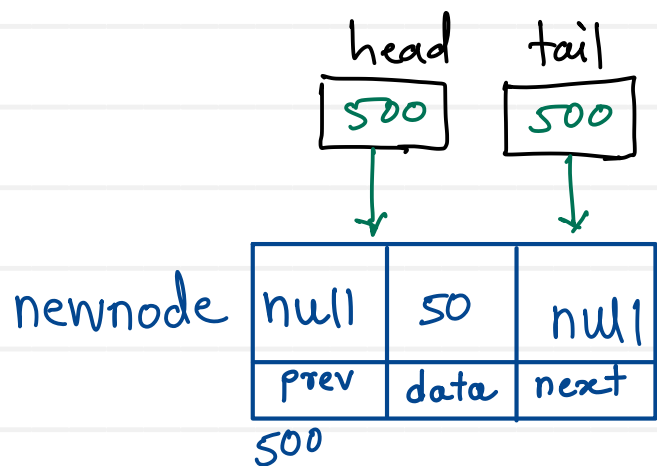 head tail
500 500
newnode null 50 null
prev data next
500